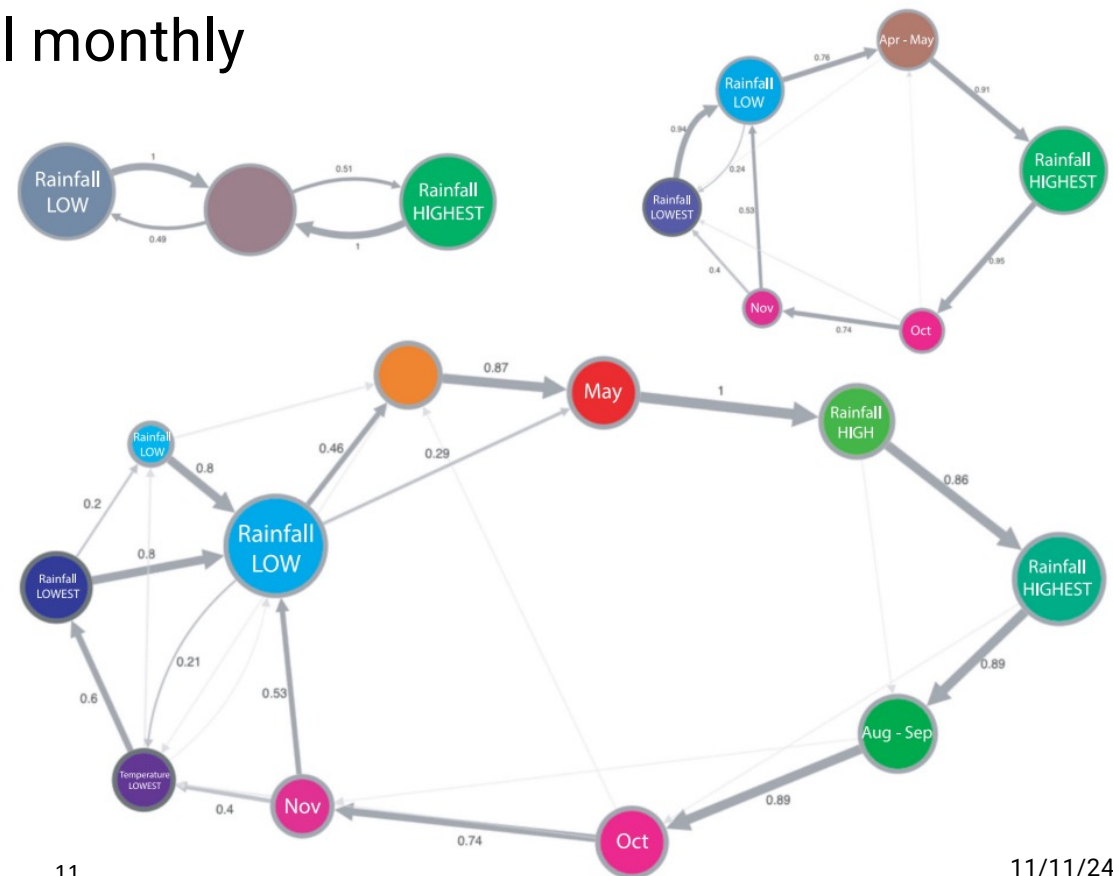 l monthly
Rainfall
LOW
1
0.49
0.51
1
Rainfall
HIGHEST
Apr - May
0.76
Rainfall
LOW
0.91
0.94
0.24
Rainfall
HIGHEST
Rainfall
LOWEST
0.53
0.95
0.4
Nov
0.74
Oct
0.87
May
1
Rainfall
HIGH
Rainfall
LOW
0.8
0.46
0.29
0.86
0.2
Rainfall
LOW
0.8
Rainfall
LOWEST
Rainfall
HIGHEST
0.21
0.89
0.6
0.53
Aug - Sep
Temperature
LOWEST
0.4
Nov
0.89
0.74
Oct
11
11/11/24